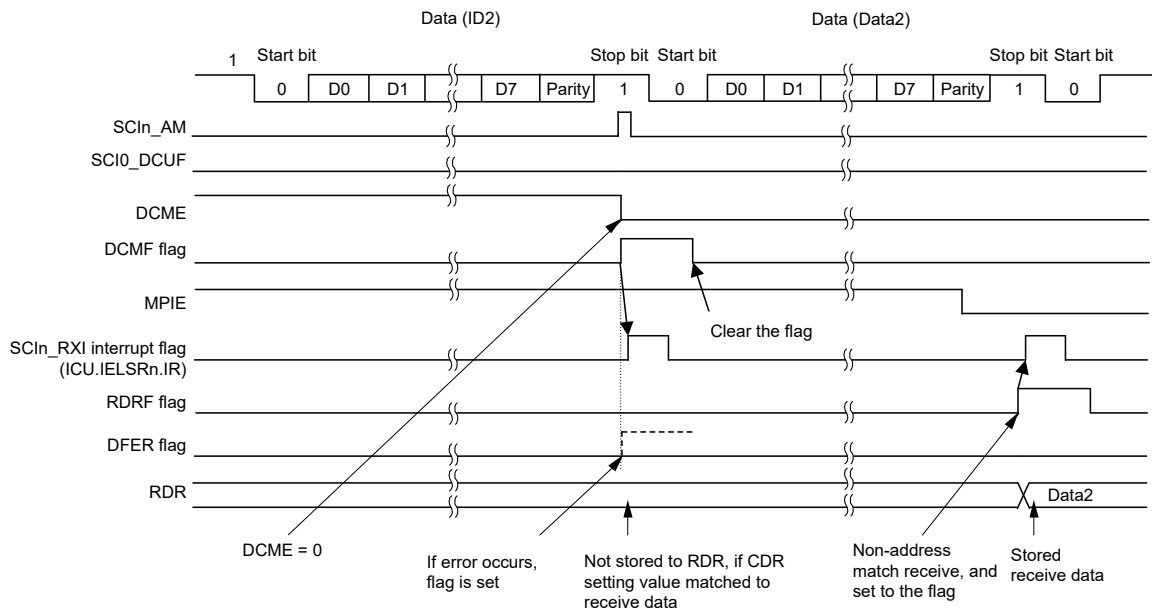 Data (ID2)
Data (Data2)
1
Start bit
Stop bit
Start bit
Stop bit
Start bit
0
D0
D1
D7
Parity
1
0
D0
D1
D7
Parity
1
0
SCIn_AM
SCI0_DCUF
DCME
DCMF flag
MPIE
Clear the flag
SCIn_RXI interrupt flag
(ICU.IELSRn.IR)
RDRF flag
DFER flag
RDR
Data2
DCME = 0
If error occurs,
flag is set
Not stored to RDR, if CDR
setting value matched to
receive data
Non-address
match receive, and
set to the flag
Stored
receive data